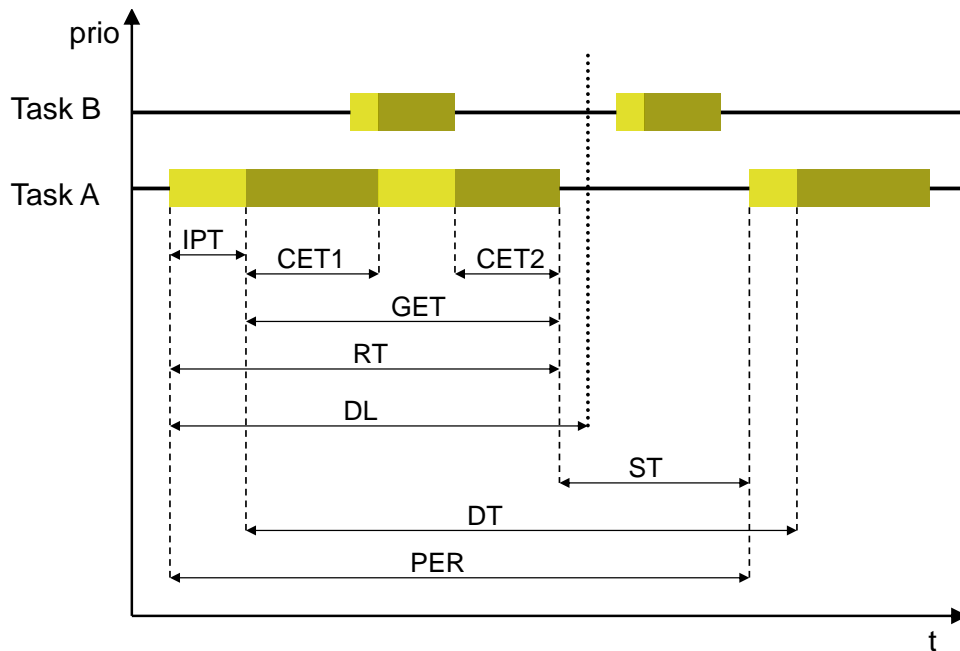 prio
Task B
Task A
IPT
CET1
CET2
GET
RT
DL
ST
DT
PER
t